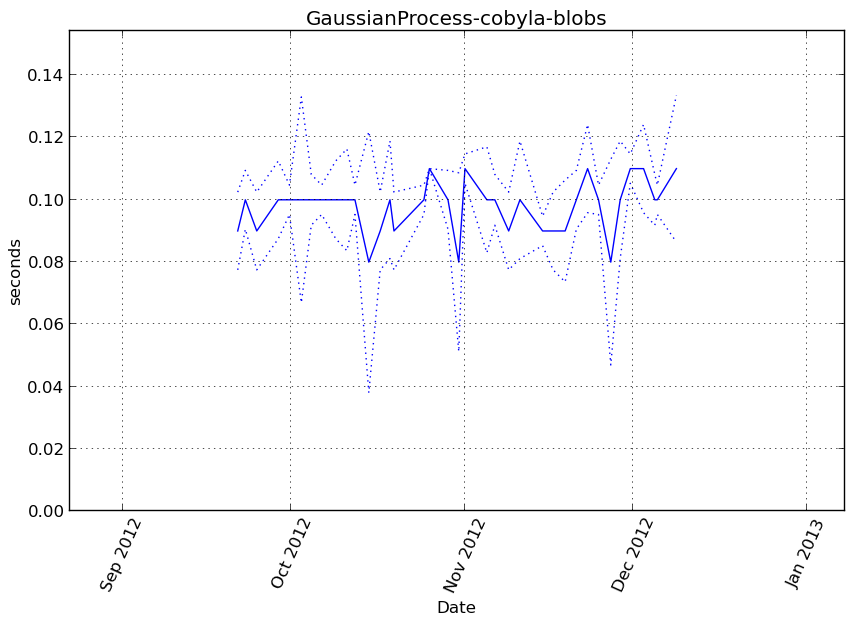 GaussianProcess-cobyla-blobs
0.14
0.12
0.10
0.08
0.06
0.04
0.02
0.00
seconds
Sep 2012
Oct 2012
Nov 2012
Dec 2012
Jan 2013
Date